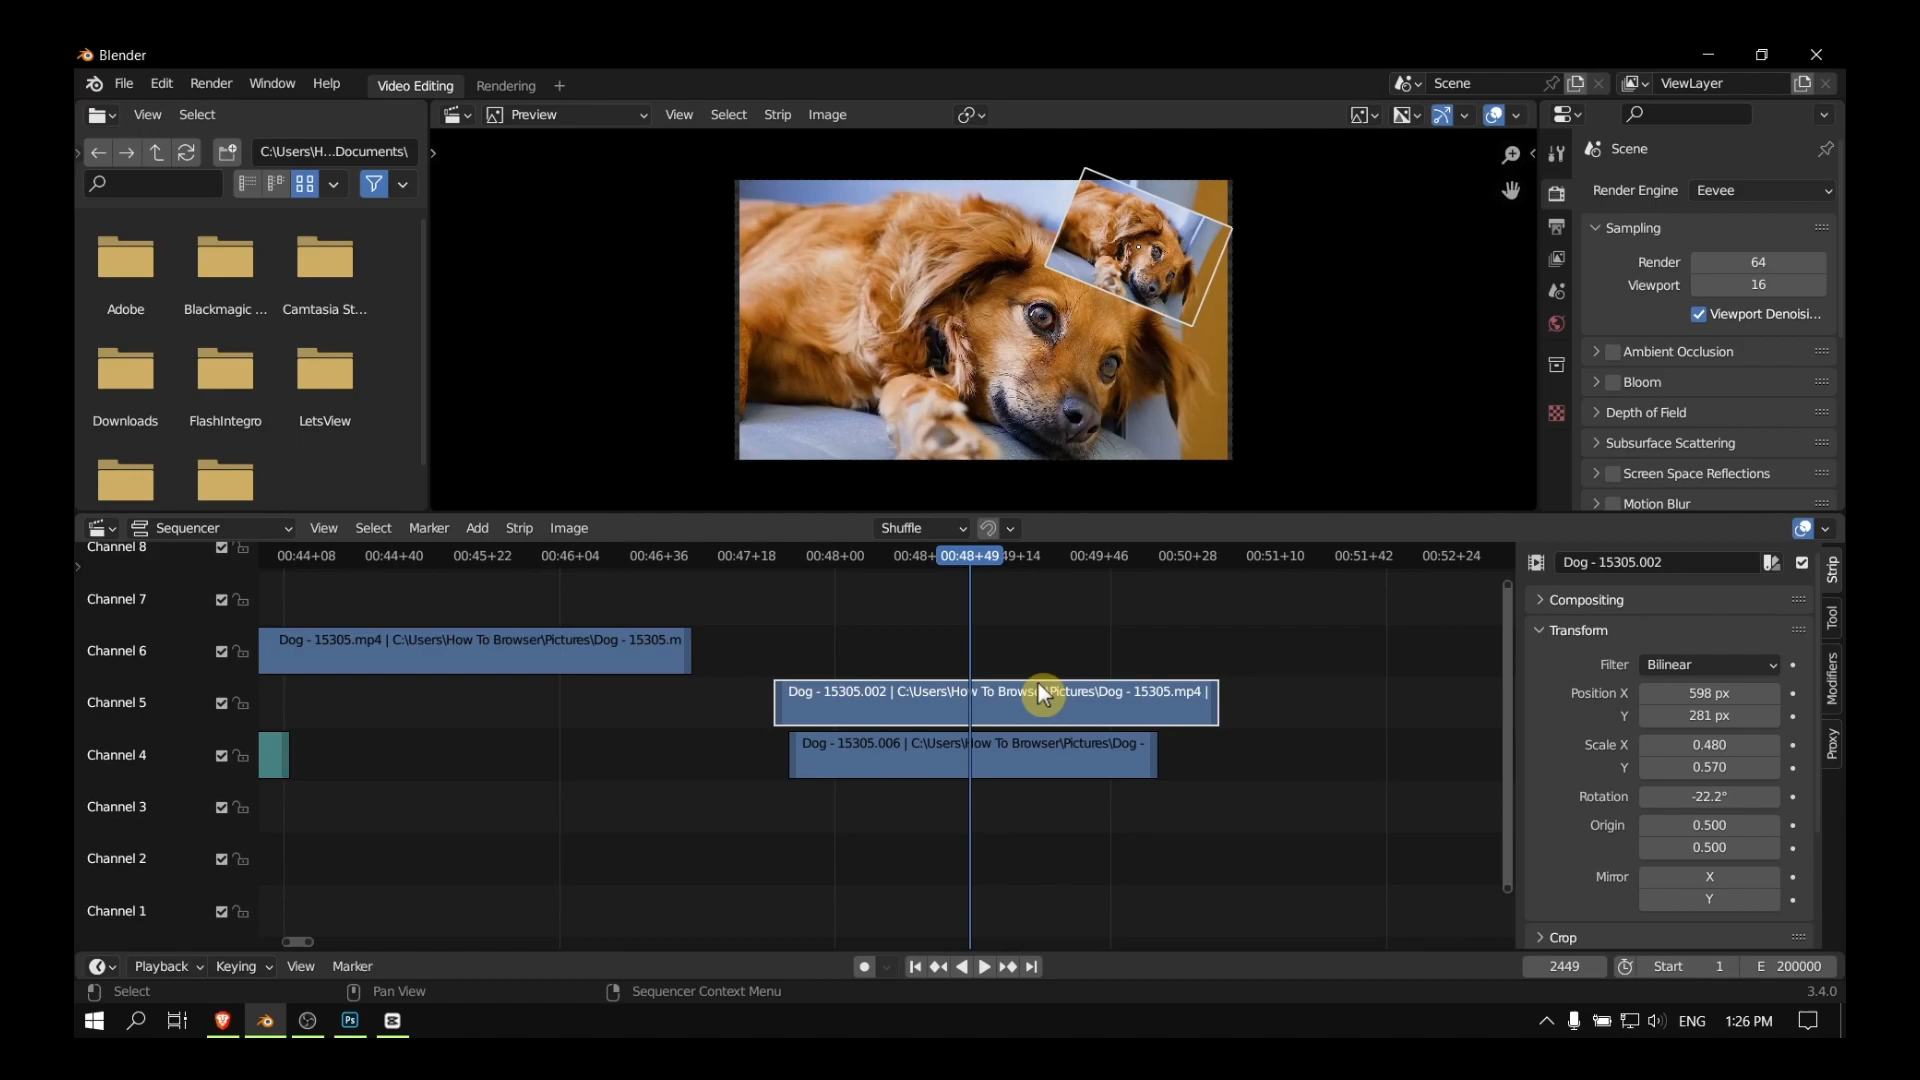 Blender
File Edit Render Window Help Video Editing Rendering + Scene ViewLayer
View Select Preview View Select Strip Image
C:\Users\H...Documents\
Scene
Render Engine Eevee
Sampling
Render 64
Viewport 16
Viewport Denoisi...
Ambient Occlusion
Bloom
Depth of Field
Subsurface Scattering
Screen Space Reflections
Motion Blur
Adobe Blackmagic ... Camtasia St...
Downloads FlashIntegro LetsView
Sequencer View Select Marker Add Strip Image Shuffle
00:44+08 00:44+40 00:45+22 00:46+04 00:46+36 00:47+18 00:48+00 00:48+ 00:48+49 49+14 00:49+46 00:50+28 00:51+10 00:51+42 00:52+24
Channel 8
Channel 7
Channel 6 Dog - 15305.mp4 | C:\Users\How To Browser\Pictures\Dog - 15305.m
Channel 5 Dog - 15305.002 | C:\Users\How To Browse Pictures\Dog - 15305.mp4 |
Channel 4 Dog - 15305.006 | C:\Users\How To Browser\Pictures\Dog -
Channel 3
Channel 2
Channel 1
Dog - 15305.002
Compositing
Transform
Filter Bilinear
Position X 598 px
Y 281 px
Scale X 0.480
Y 0.570
Rotation -22.2°
Origin 0.500
0.500
Mirror X
Y
Crop
Strip
Tool
Modifiers
Proxy
Playback Keying View Marker 2449 Start 1 E 200000
Select Pan View Sequencer Context Menu 3.4.0
Ps ENG 1:26 PM